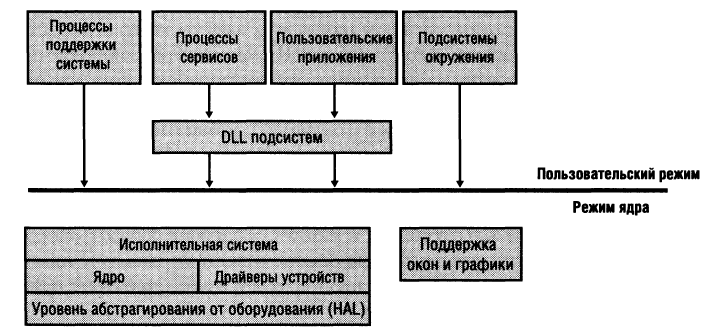 Процессы
поддержки
системы
Процессы
сервисов
Пользовательские
приложения
Подсистемы
окружения
DLL подсистем
Пользовательский режим
Режим ядра
Исполнительная система
Ядро
Драйверы устройств
Уровень абстрагирования от оборудования (HAL)
Поддержка
окон и графики